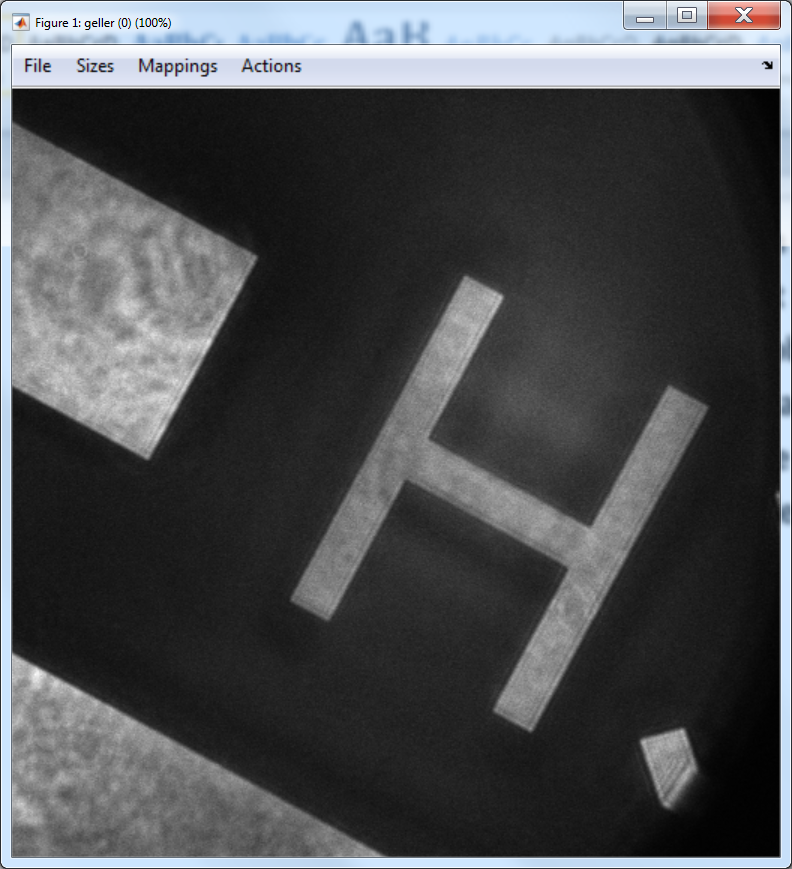 Figure 1: geller (0) (100%)
File Sizes Mappings Actions
H